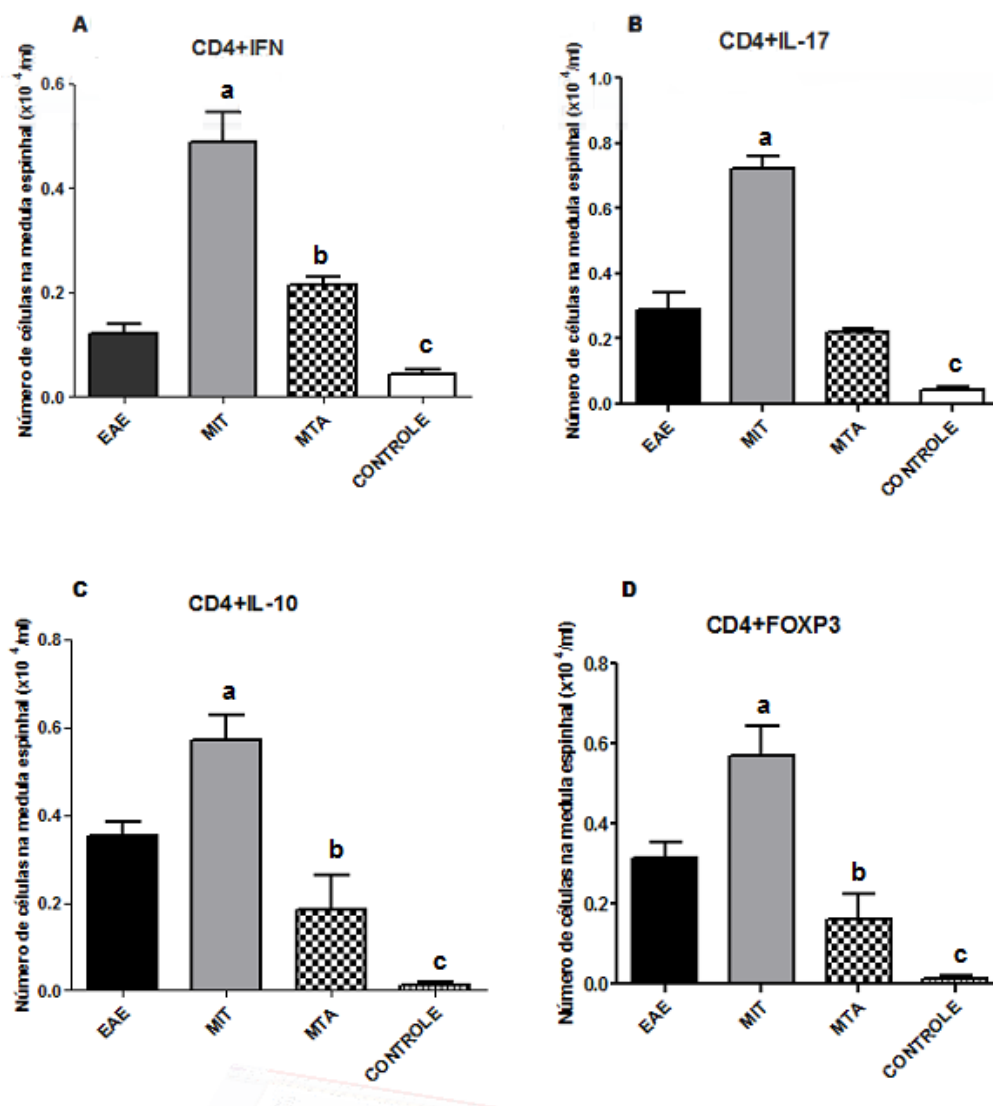 A
CD4+IFN
Número de células na medula espinhal (x10⁻⁴/ml)
0.6
0.4
0.2
0.0
a
b
c
EAE
MIT
MTA
CONTROLE
B
CD4+IL-17
Número de células na medula espinhal (x10⁻⁴/ml)
1.0
0.8
0.6
0.4
0.2
0.0
a
c
EAE
MIT
MTA
CONTROLE
C
CD4+IL-10
Número de células na medula espinhal (x10⁻⁴/ml)
0.8
0.6
0.4
0.2
0.0
a
b
c
EAE
MIT
MTA
CONTROLE
D
CD4+FOXP3
Número de células na medula espinhal (x10⁻⁴/ml)
0.8
0.6
0.4
0.2
0.0
a
b
c
EAE
MIT
MTA
CONTROLE